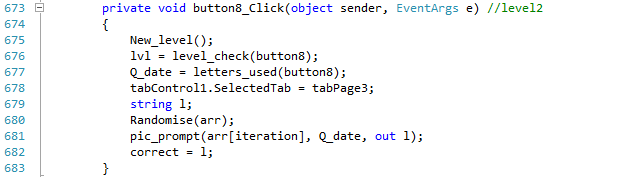 673 private void button8_Click(object sender, EventArgs e) //level2
674 {
675 New_level();
676 lvl = level_check(button8);
677 Q_date = letters_used(button8);
678 tabControl1.SelectedTab = tabPage3;
679 string l;
680 Randomise(arr);
681 pic_prompt(arr[iteration], Q_date, out l);
682 correct = l;
683 }